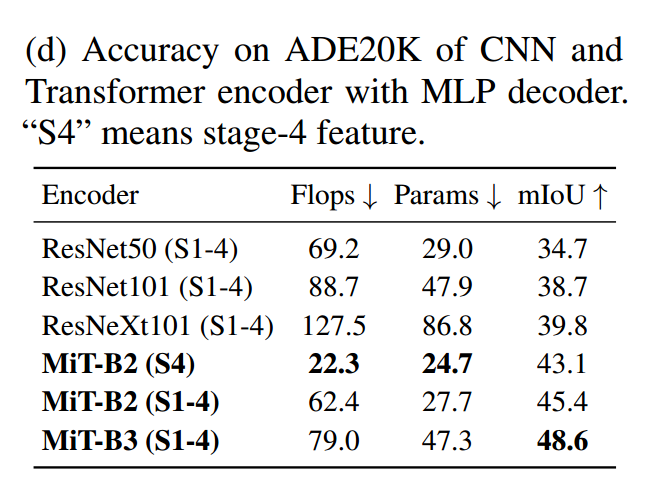 (d) Accuracy on ADE20K of CNN and
Transformer encoder with MLP decoder.
“S4” means stage-4 feature.
Encoder Flops ↓ Params ↓ mIoU ↑
ResNet50 (S1-4) 69.2 29.0 34.7
ResNet101 (S1-4) 88.7 47.9 38.7
ResNeXt101 (S1-4) 127.5 86.8 39.8
MiT-B2 (S4) 22.3 24.7 43.1
MiT-B2 (S1-4) 62.4 27.7 45.4
MiT-B3 (S1-4) 79.0 47.3 48.6